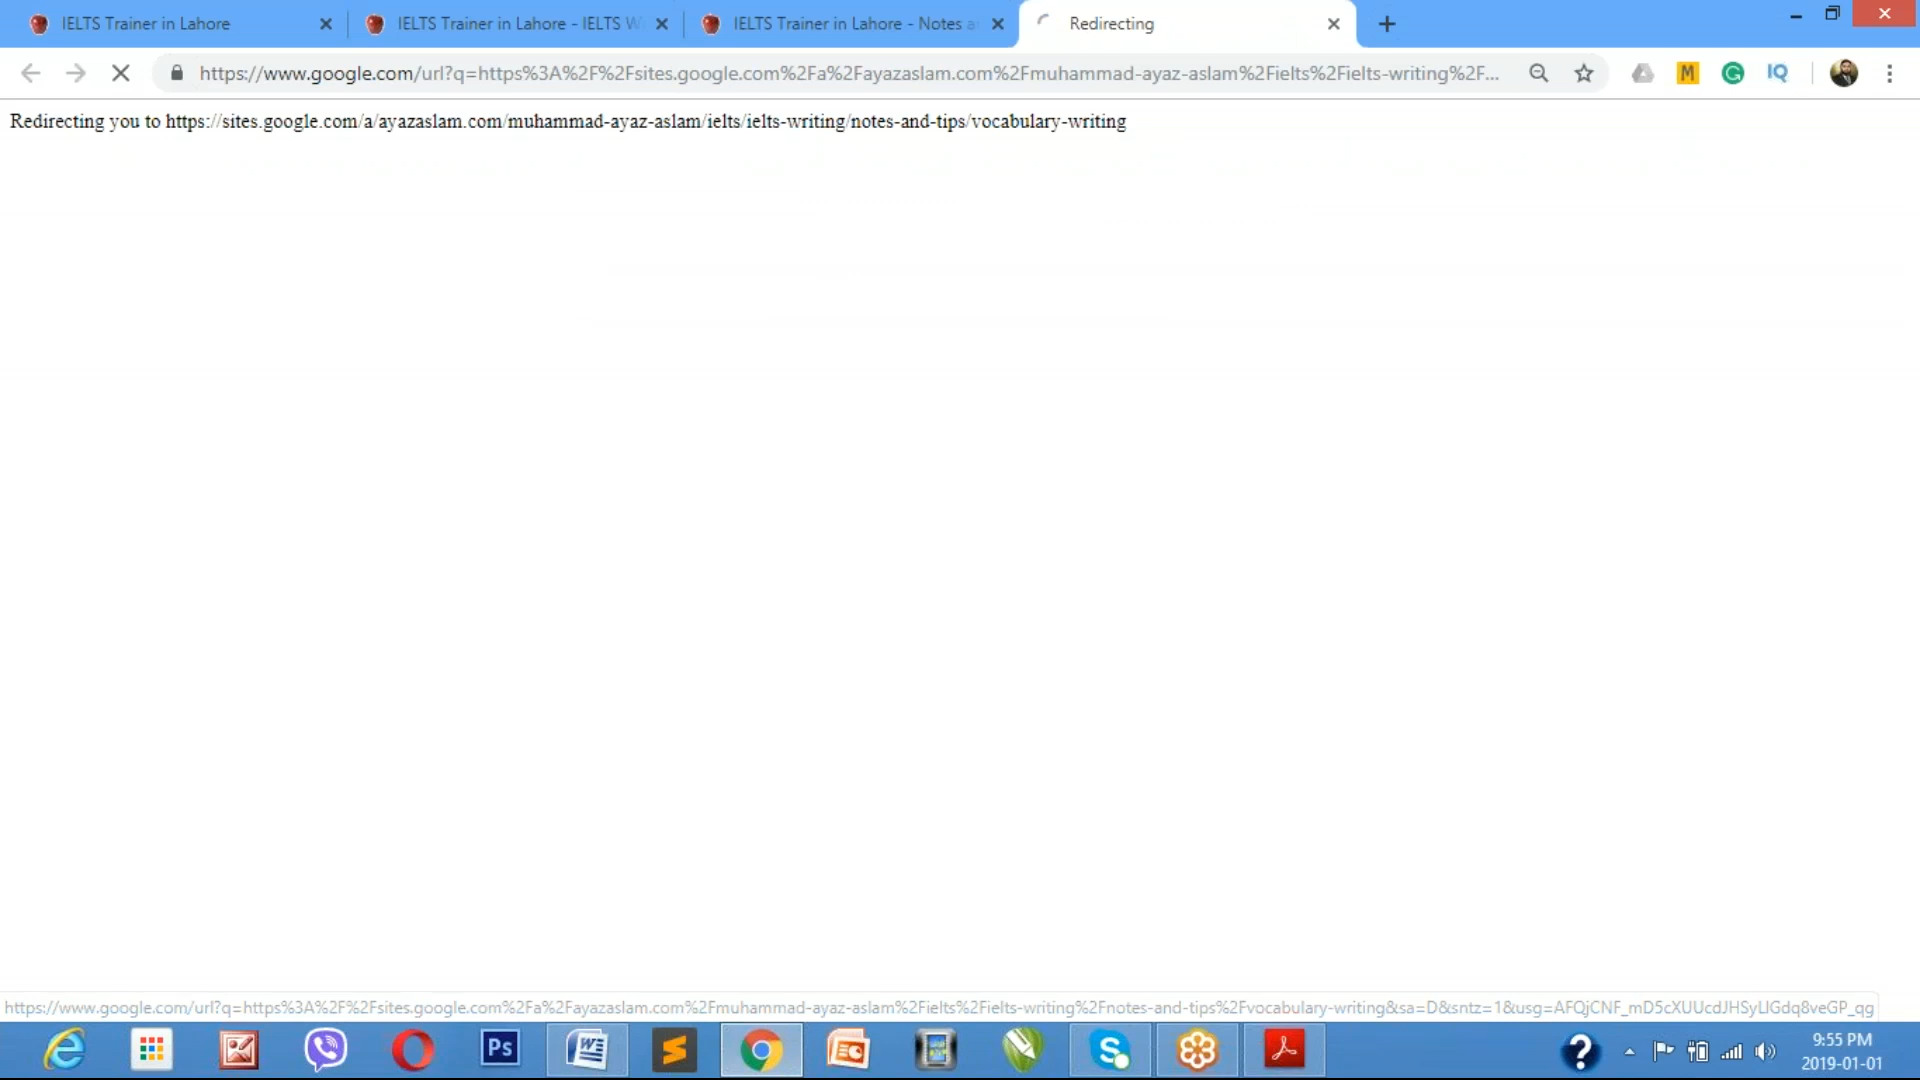 IELTS Trainer in Lahore
IELTS Trainer in Lahore - IELTS W
IELTS Trainer in Lahore - Notes a
Redirecting
https://www.google.com/url?q=https%3A%2F%2Fsites.google.com%2Fa%2Fayazaslam.com%2Fmuhammad-ayaz-aslam%2Fielts%2Fielts-writing%2F...
M
G
IQ
Redirecting you to https://sites.google.com/a/ayazaslam.com/muhammad-ayaz-aslam/ielts/ielts-writing/notes-and-tips/vocabulary-writing
https://www.google.com/url?q=https%3A%2F%2Fsites.google.com%2Fa%2Fayazaslam.com%2Fmuhammad-ayaz-aslam%2Fielts%2Fielts-writing%2Fnotes-and-tips%2Fvocabulary-writing&sa=D&sntz=1&usg=AFQjCNF_mD5cXUUcdJHSyLlGdq8veGP_qg
Ps
W
S
S
?
9:55 PM
2019-01-01